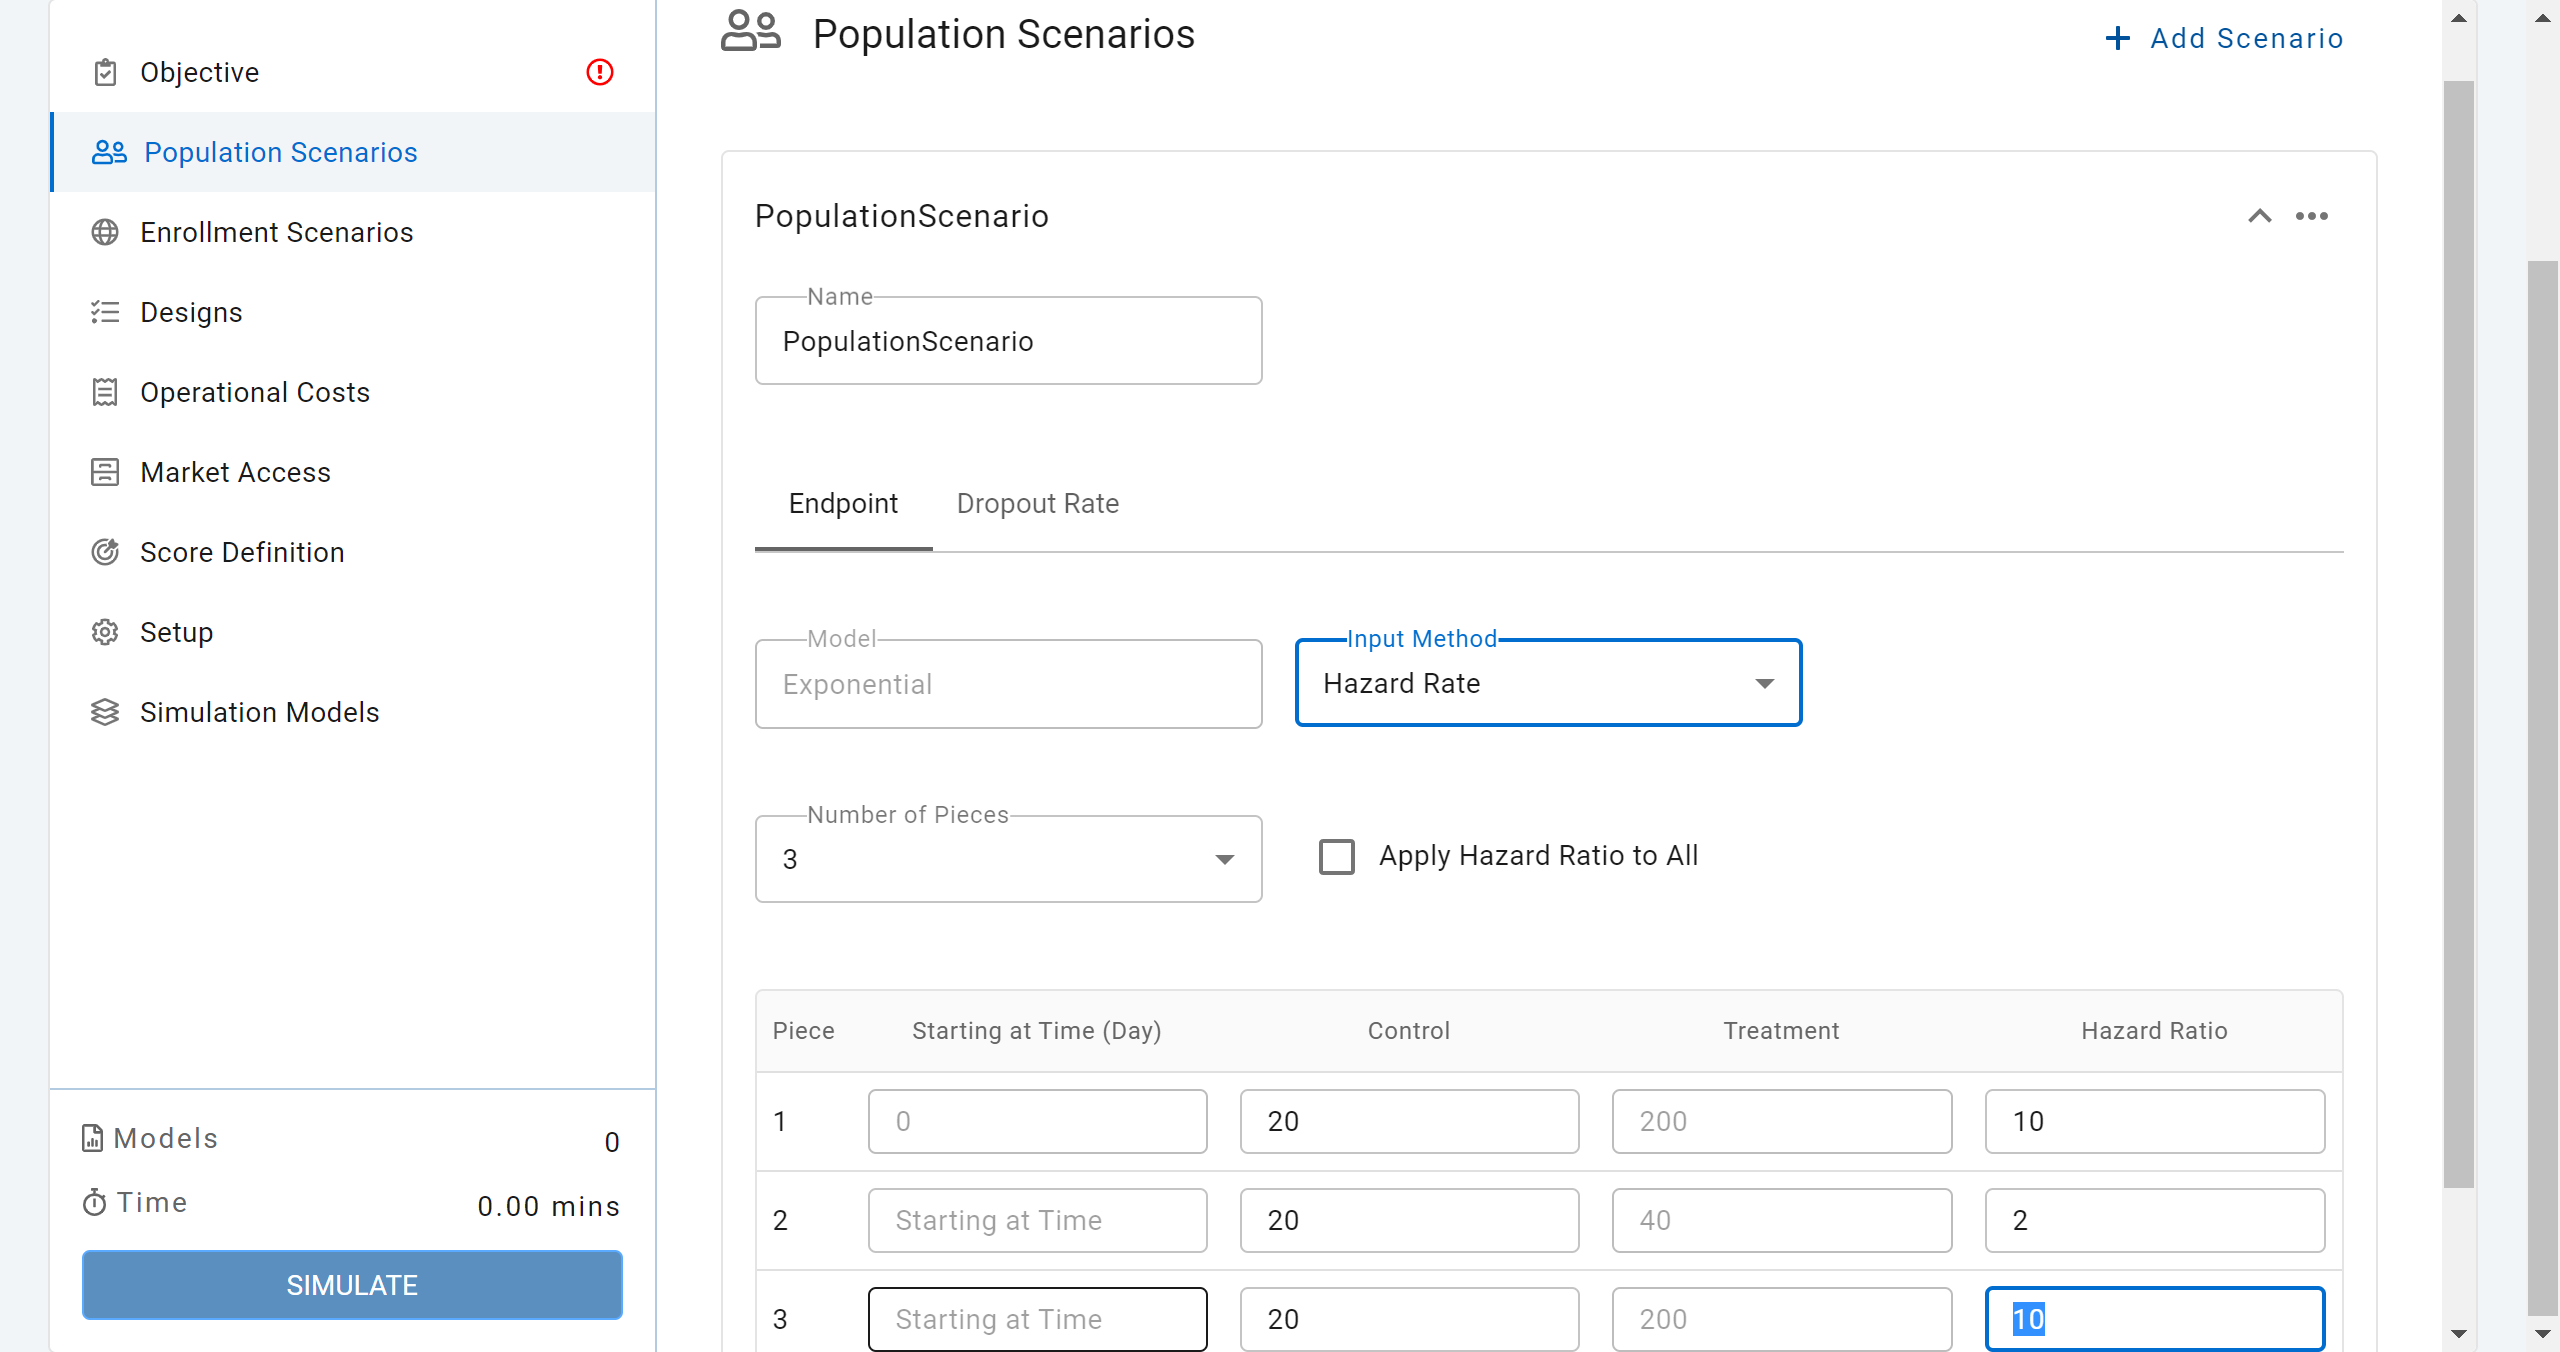 Objective
Population Scenarios
Enrollment Scenarios
Designs
Operational Costs
Market Access
Score Definition
Setup
Simulation Models
Models 0
Time 0.00 mins
SIMULATE
Population Scenarios
+ Add Scenario
PopulationScenario
Name
PopulationScenario
Endpoint Dropout Rate
Model
Exponential
Input Method
Hazard Rate
Number of Pieces
3
Apply Hazard Ratio to All
Piece Starting at Time (Day) Control Treatment Hazard Ratio
1 0 20 200 10
2 Starting at Time 20 40 2
3 Starting at Time 20 200 10